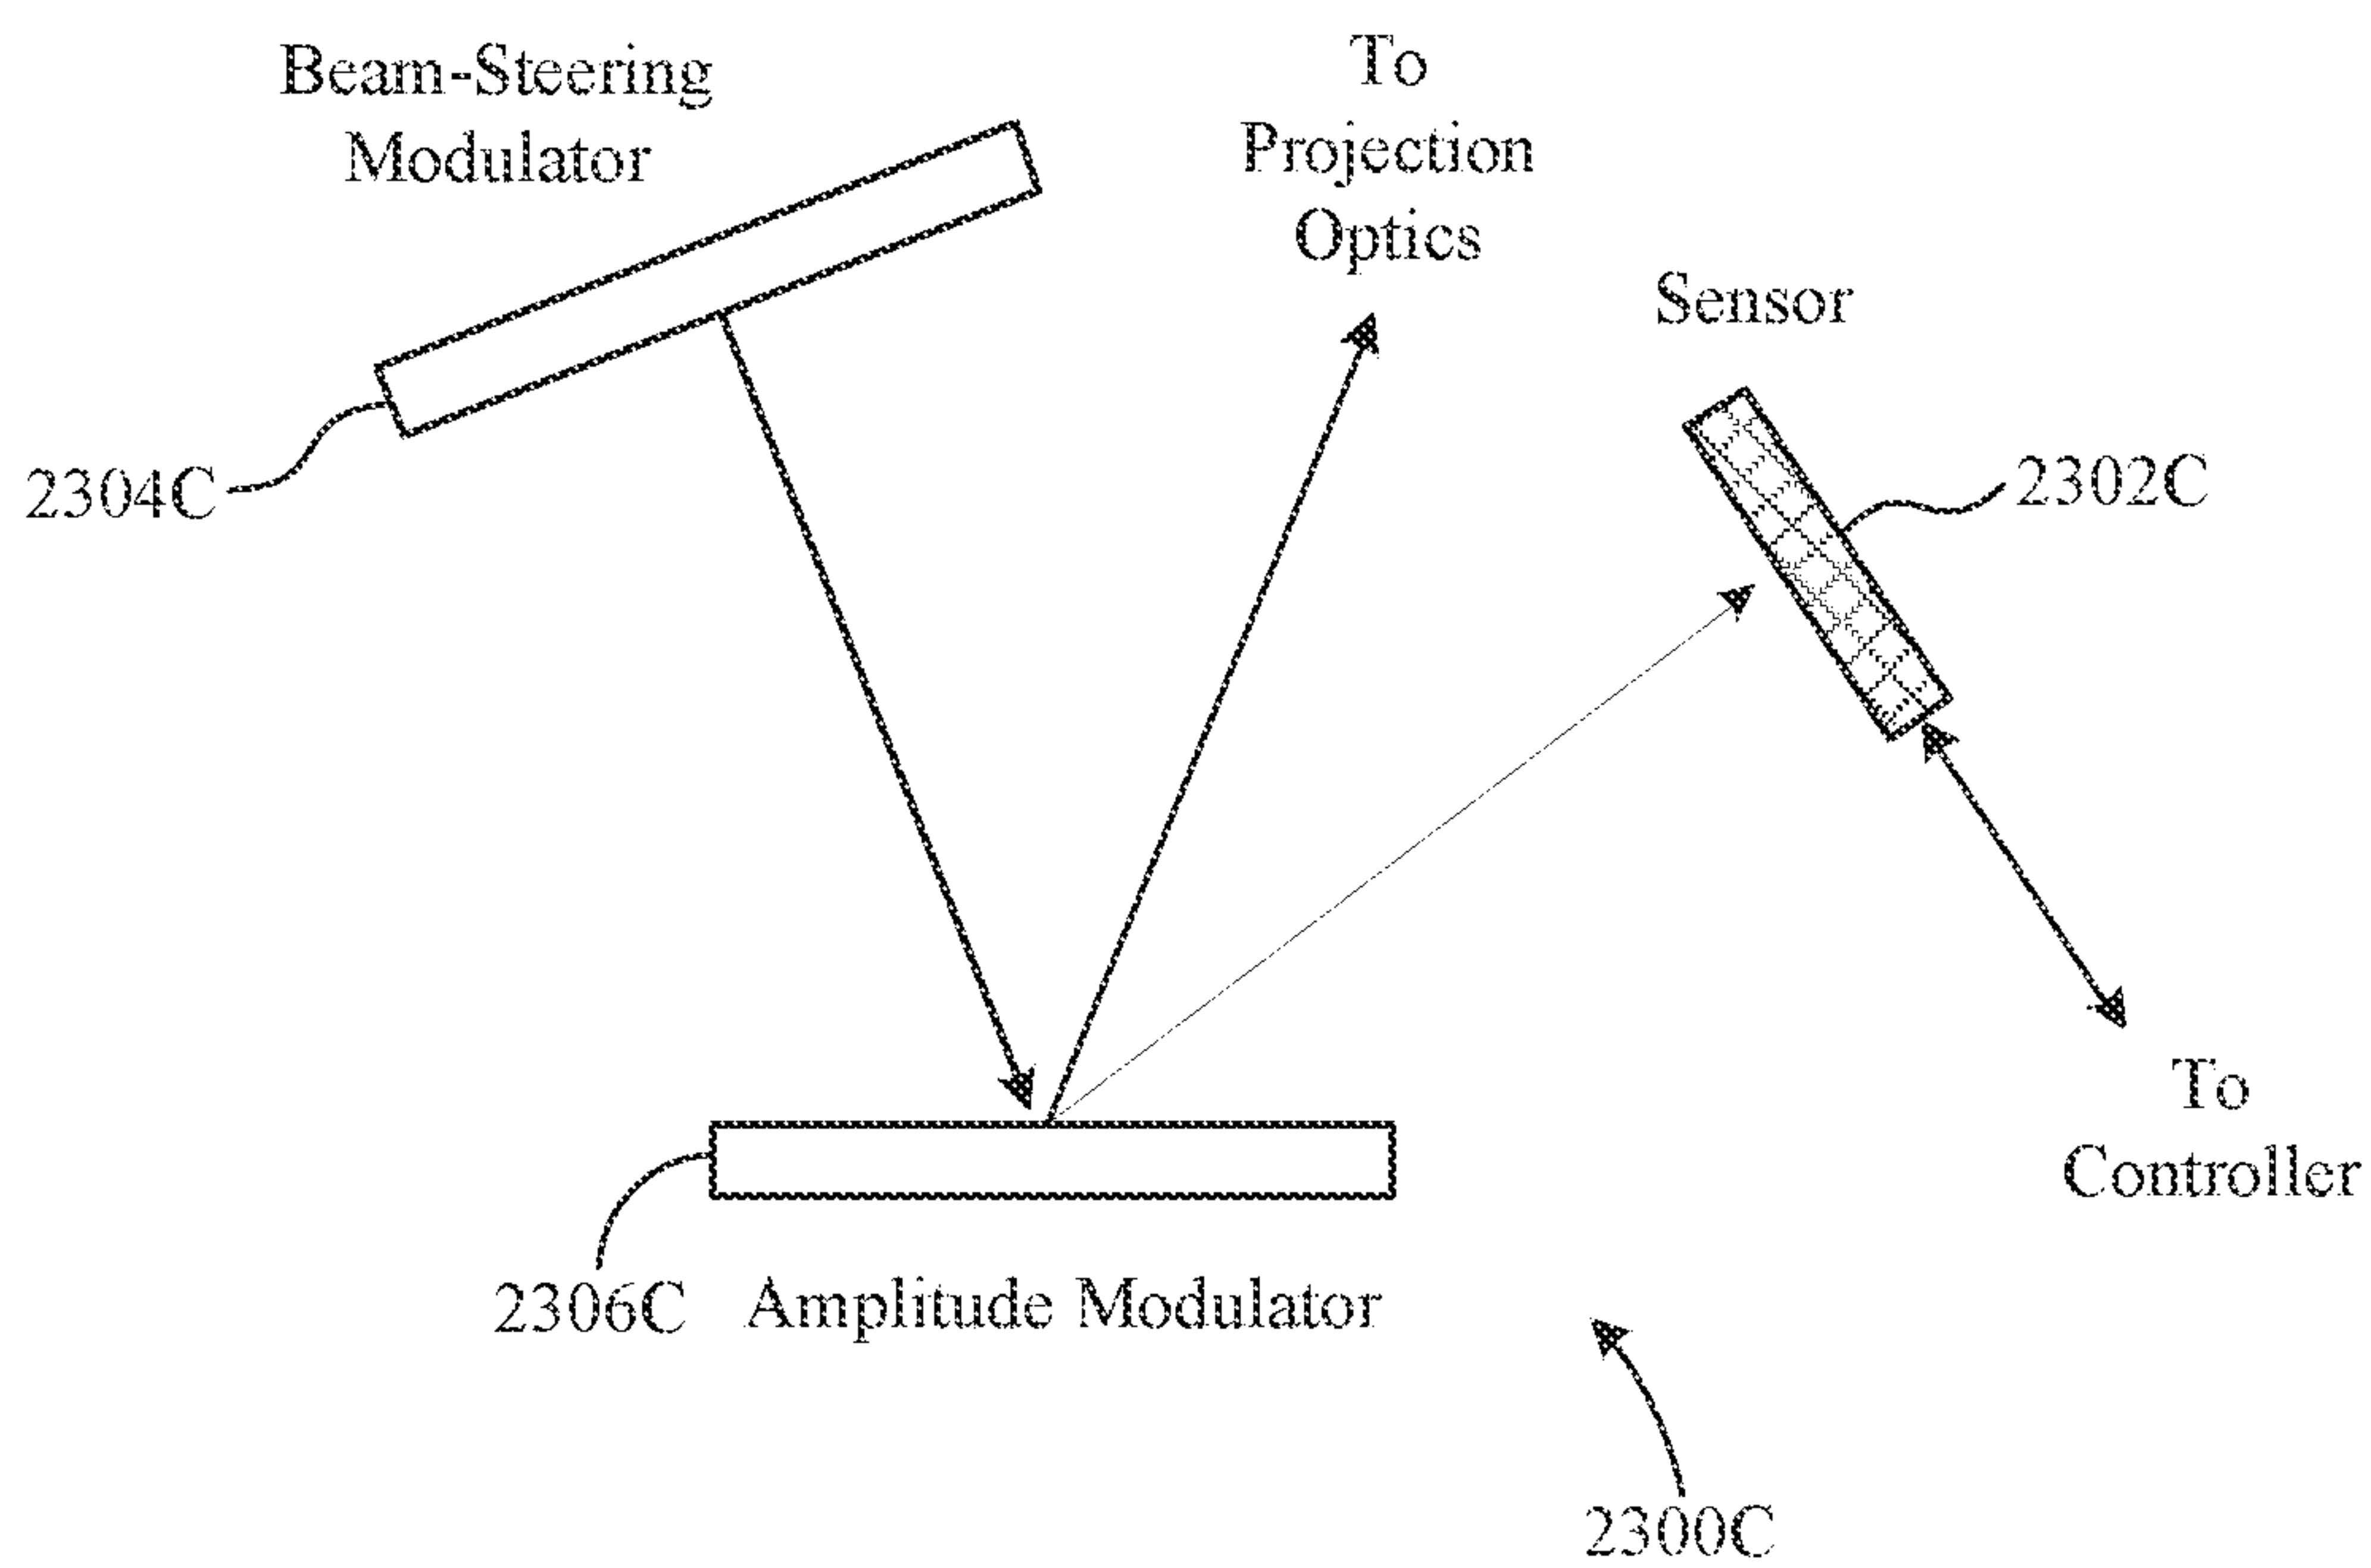 Beam-Steering
Modulator
To
Projection
Optics
Sensor
2304C
2302C
To
Controller
2306C
Amplitude Modulator
2300C